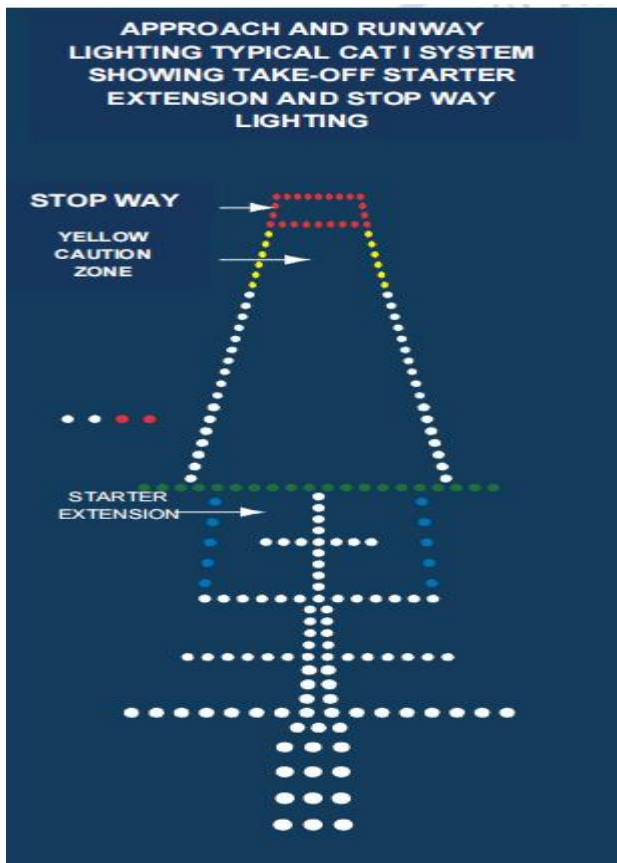 APPROACH AND RUNWAY
LIGHTING TYPICAL CAT I SYSTEM
SHOWING TAKE-OFF STARTER
EXTENSION AND STOP WAY
LIGHTING
STOP WAY
YELLOW
CAUTION
ZONE
STARTER
EXTENSION